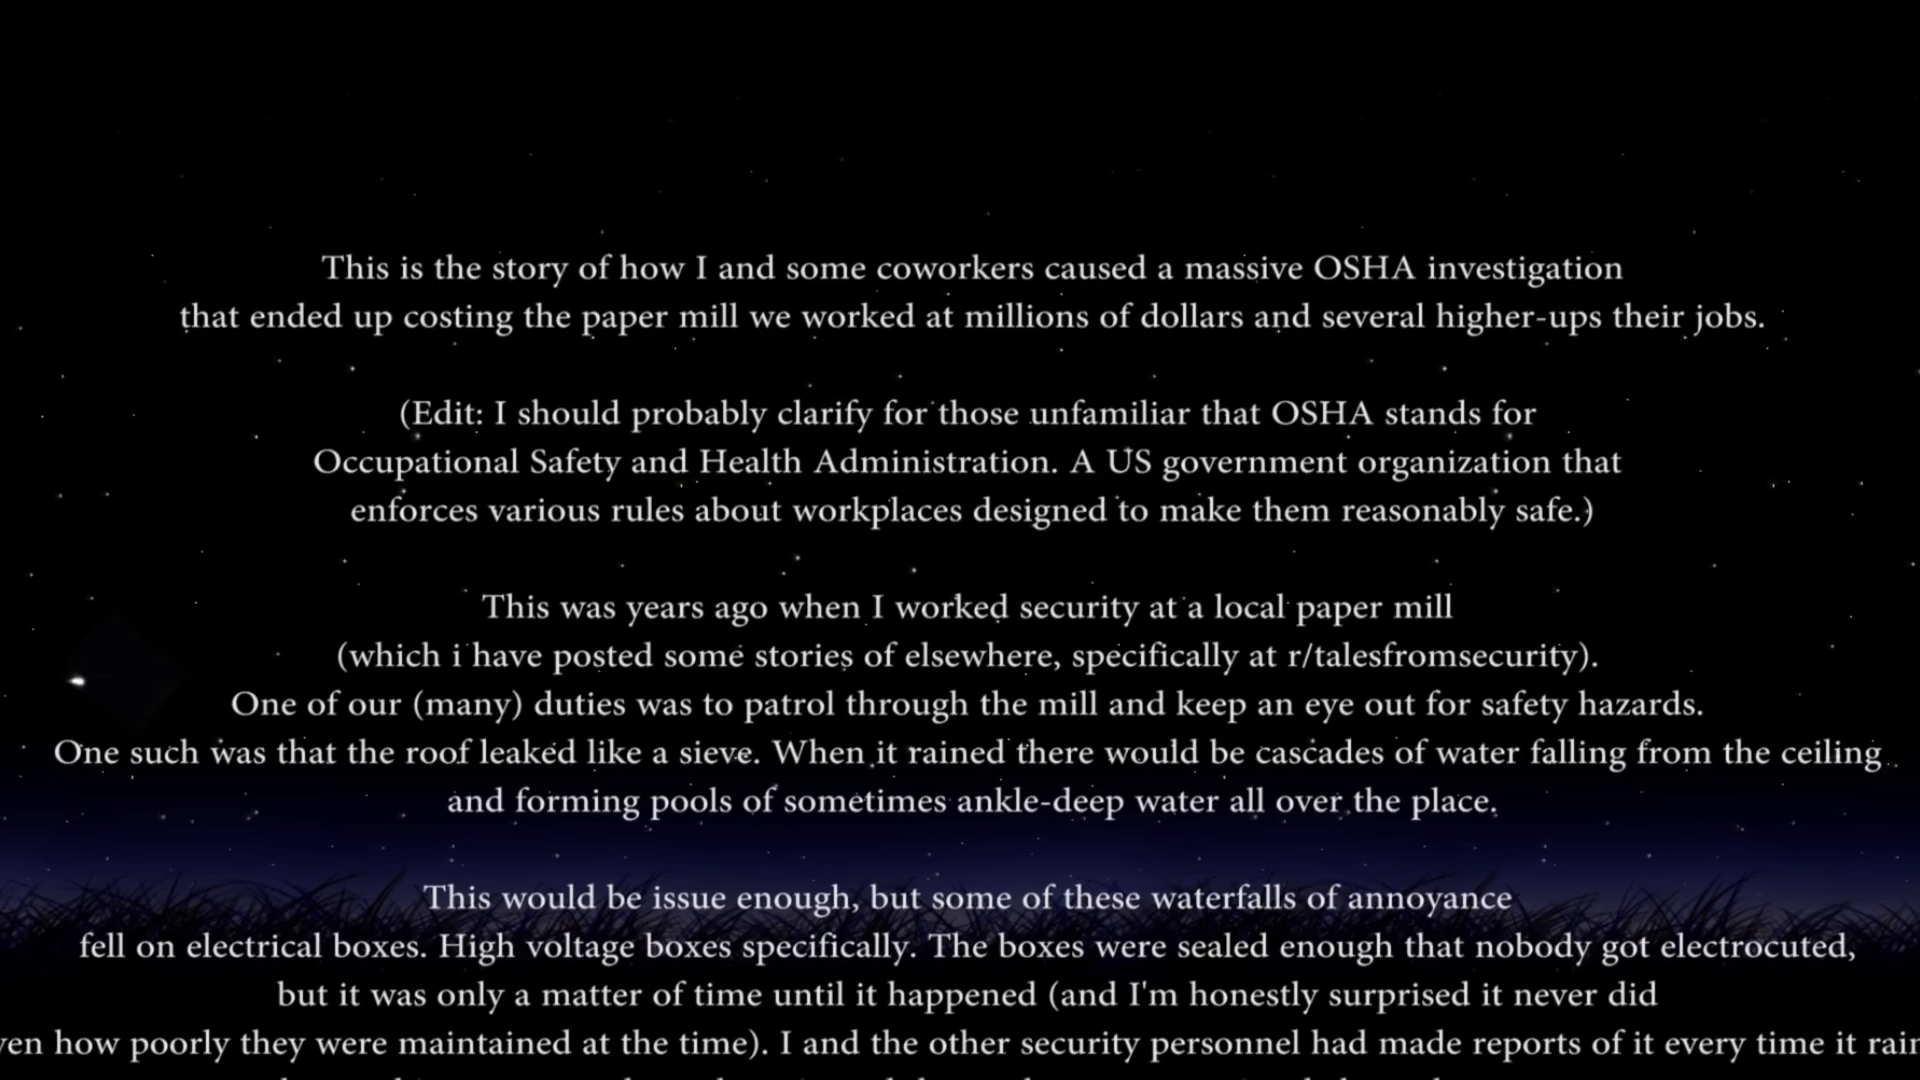 This is the story of how I and some coworkers caused a massive OSHA investigation
that ended up costing the paper mill we worked at millions of dollars and several higher-ups their jobs.
(Edit: I should probably clarify for those unfamiliar that OSHA stands for
Occupational Safety and Health Administration. A US government organization that
enforces various rules about workplaces designed to make them reasonably safe.)
This was years ago when I worked security at a local paper mill
(which i have posted some stories of elsewhere, specifically at r/talesfromsecurity).
One of our (many) duties was to patrol through the mill and keep an eye out for safety hazards.
One such was that the roof leaked like a sieve. When it rained there would be cascades of water falling from the ceiling
and forming pools of sometimes ankle-deep water all over the place.
This would be issue enough, but some of these waterfalls of annoyance
fell on electrical boxes. High voltage boxes specifically. The boxes were sealed enough that nobody got electrocuted,
but it was only a matter of time until it happened (and I'm honestly surprised it never did
how poorly they were maintained at the time). I and the other security personnel had made reports of it every time it